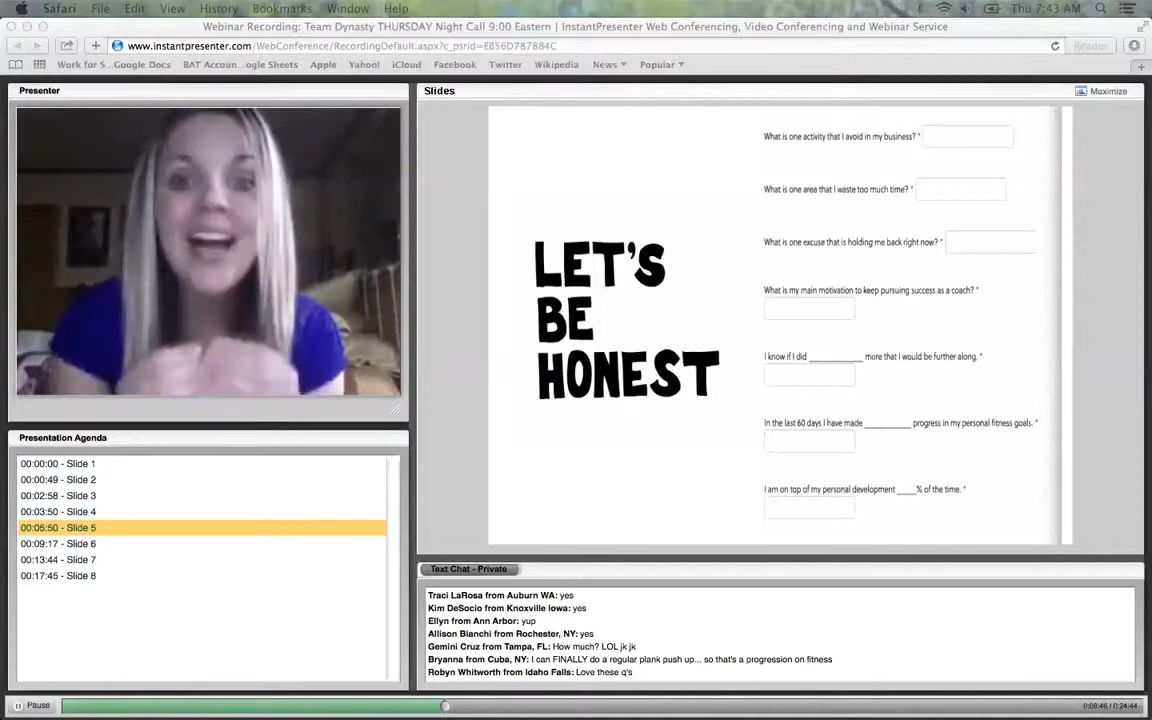 Safari File Edit View History Bookmarks Window Help Thu 7:43 AM
Webinar Recording: Team Dynasty THURSDAY Night Call 9:00 Eastern | InstantPresenter Web Conferencing, Video Conferencing and Webinar Service
www.instantpresenter.com/WebConference/RecordingDefault.aspx?c_psrid=EB56D787884C Reader
Work for S...Google Docs BAT Accoun...ogle Sheets Apple Yahoo! iCloud Facebook Twitter Wikipedia News Popular
Presenter
Slides
Maximize
LET'S
BE
HONEST
What is one activity that I avoid in my business? *
What is one area that I waste too much time? *
What is one excuse that is holding me back right now? *
What is my main motivation to keep pursuing success as a coach? *
I know if I did ____________ more that I would be further along. *
In the last 60 days I have made __________ progress in my personal fitness goals. *
I am on top of my personal development ____% of the time. *
Presentation Agenda
00:00:00 - Slide 1
00:00:49 - Slide 2
00:02:58 - Slide 3
00:03:50 - Slide 4
00:05:50 - Slide 5
00:09:17 - Slide 6
00:13:44 - Slide 7
00:17:45 - Slide 8
Text Chat - Private
Traci LaRosa from Auburn WA: yes
Kim DeSocio from Knoxville Iowa: yes
Ellyn from Ann Arbor: yup
Allison Bianchi from Rochester, NY: yes
Gemini Cruz from Tampa, FL: How much? LOL jk jk
Bryanna from Cuba, NY: I can FINALLY do a regular plank push up... so that's a progression on fitness
Robyn Whitworth from Idaho Falls: Love these q's
Pause 0:08:46 / 0:24:44